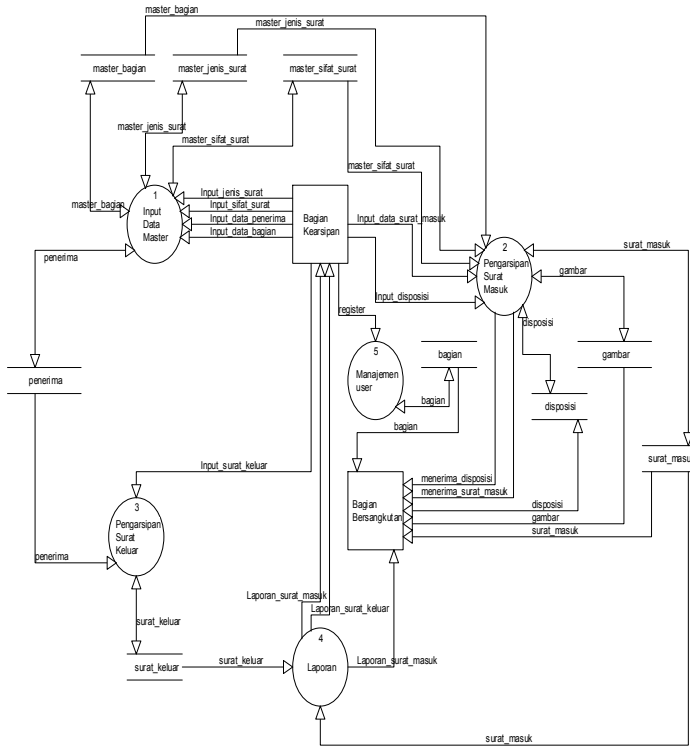 master_bagian
master_jenis_surat
master_bagian
master_jenis_surat
master_sifat_surat
master_jenis_surat
master_sifat_surat
master_sifat_surat
master_bagian
1
Input
Data
Master
Input_jenis_surat
Input_sifat_surat
Input_data_penerima
Input_data_bagian
Bagian
Kearsipan
Input_data_surat_masuk
Input_disposisi
2
Pengarsipan
Surat
Masuk
surat_masuk
gambar
penerima
register
disposisi
5
Manajemen
user
bagian
gambar
penerima
bagian
disposisi
bagian
surat_masu
Input_surat_keluar
menerima_disposisi
menerima_surat_masuk
Bagian
Bersangkutan
disposisi
gambar
surat_masuk
3
Pengarsipan
Surat
Keluar
penerima
Laporan_surat_masuk
Laporan_surat_keluar
surat_keluar
4
Laporan
surat_keluar
surat_keluar
Laporan_surat_masuk
surat_masuk